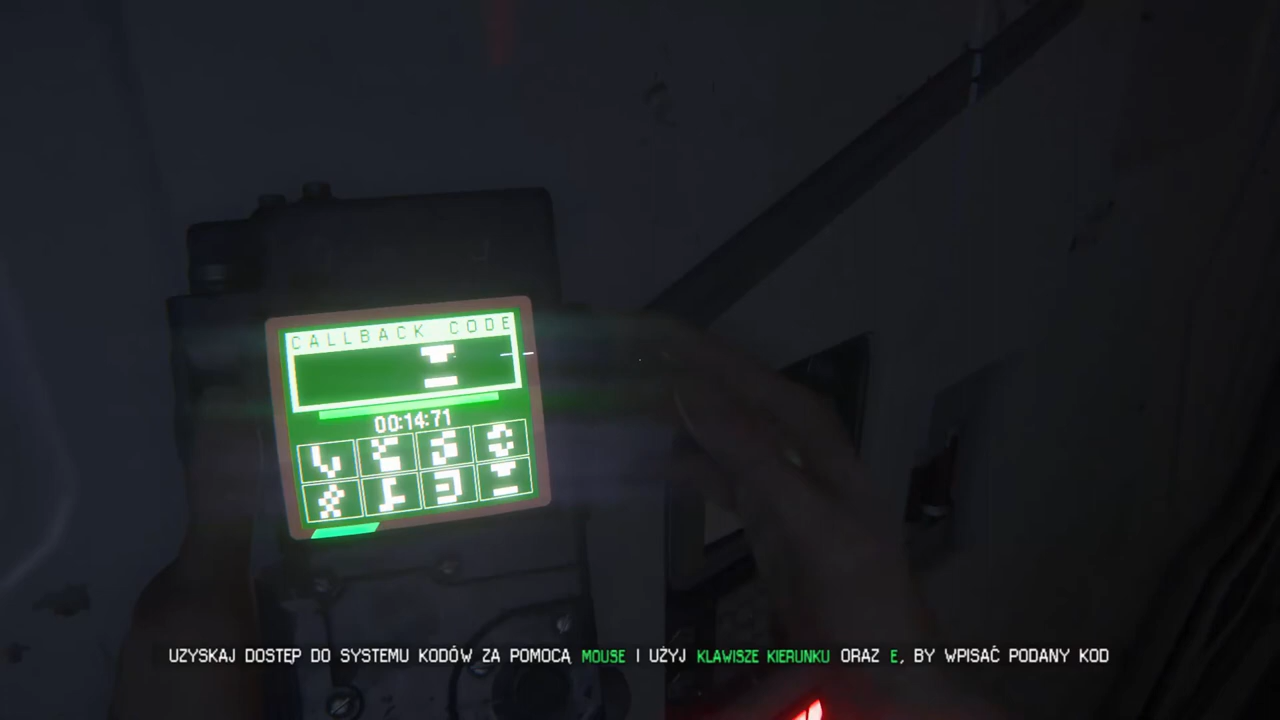 CALLBACK CODE
00:14:71
UZYSKAJ DOSTĘP DO SYSTEMU KODÓW ZA POMOCĄ MOUSE I UŻYJ KLAWISZE KIERUNKU ORAZ E, BY WPISAĆ PODANY KOD